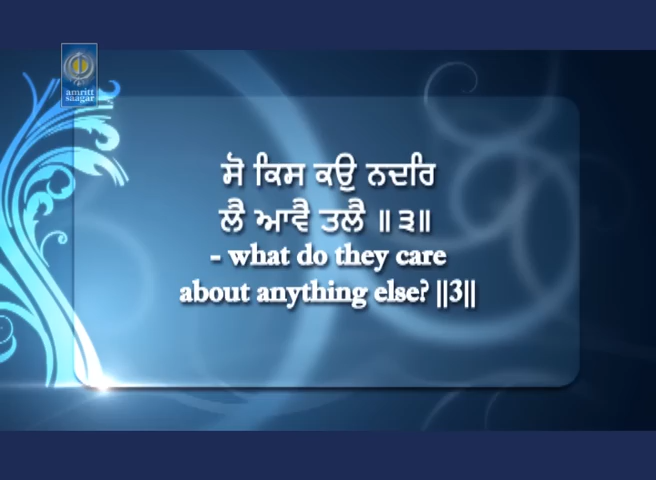 amritt
saagar
ਸੋ ਕਿਸ ਕਉ ਨਦਰਿ
ਲੈ ਆਵੈ ਤਲੈ ॥੩॥
- what do they care
about anything else? ||3||